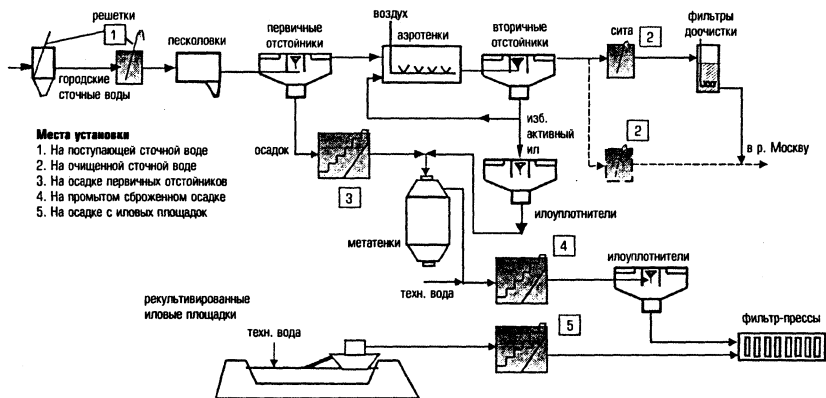 решетки
1
городские
сточные воды
песколовки
первичные
отстойники
воздух
аэротенки
вторичные
отстойники
сита
2
фильтры
доочистки
2
в р. Москву
изб.
активный
ил
осадок
3
Места установки
1. На поступающей сточной воде
2. На очищенной сточной воде
3. На осадке первичных отстойников
4. На промытом сброженном осадке
5. На осадке с иловых площадок
метатенки
илоуплотнители
техн. вода
4
илоуплотнители
рекультивированные
иловые площадки
техн. вода
5
фильтр-прессы